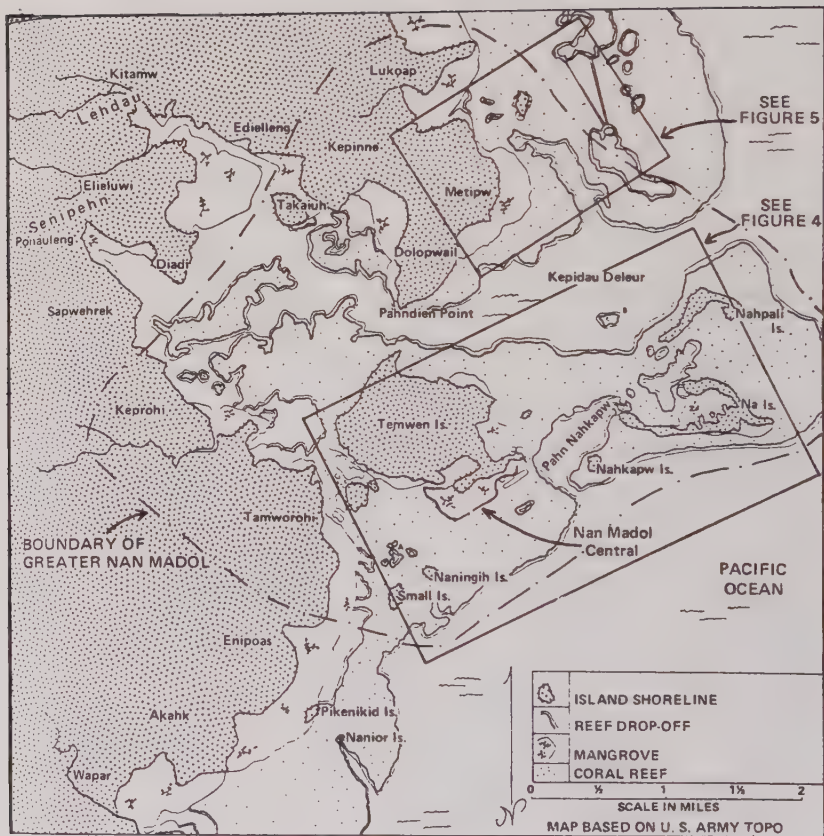 Kitamw
Lehdau
Lukoap
Edielleng
Kepinne
SEE
FIGURE 5
Elieluwi
Senipehn
Takaiuh
Metipw
SEE
FIGURE 4
Diadi
Dolopwail
Kepidau Deleur
Sapwehrek
Pahndien Point
Nahpali
Is.
Keprohi
Temwen Is.
Pahn Nahkapw
Na Is.
Nahkapw Is.
Tamworohi
BOUNDARY OF
GREATER NAN MADOL
Nan Madol
Central
Naningih Is.
Small Is.
PACIFIC
OCEAN
Enipoas
ISLAND SHORELINE
REEF DROP-OFF
Akahk
Pikenikid Is.
Nanior Is.
MANGROVE
CORAL REEF
Wapar
0 ½ 1 1½ 2
SCALE IN MILES
N
MAP BASED ON U. S. ARMY TOPO